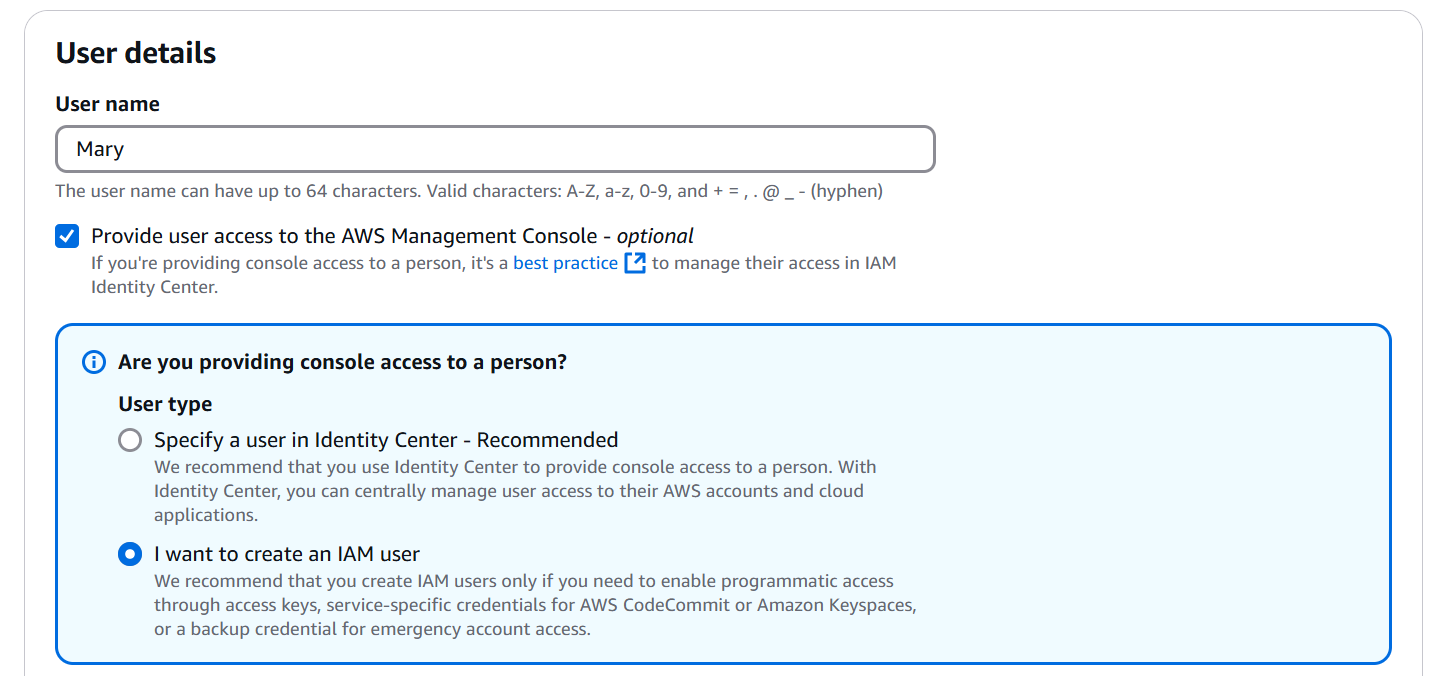 User details
User name
Mary
The user name can have up to 64 characters. Valid characters: A-Z, a-z, 0-9, and + = , . @ _ - (hyphen)
Provide user access to the AWS Management Console - optional
If you're providing console access to a person, it's a best practice to manage their access in IAM
Identity Center.
Are you providing console access to a person?
User type
Specify a user in Identity Center - Recommended
We recommend that you use Identity Center to provide console access to a person. With
Identity Center, you can centrally manage user access to their AWS accounts and cloud
applications.
I want to create an IAM user
We recommend that you create IAM users only if you need to enable programmatic access
through access keys, service-specific credentials for AWS CodeCommit or Amazon Keyspaces,
or a backup credential for emergency account access.